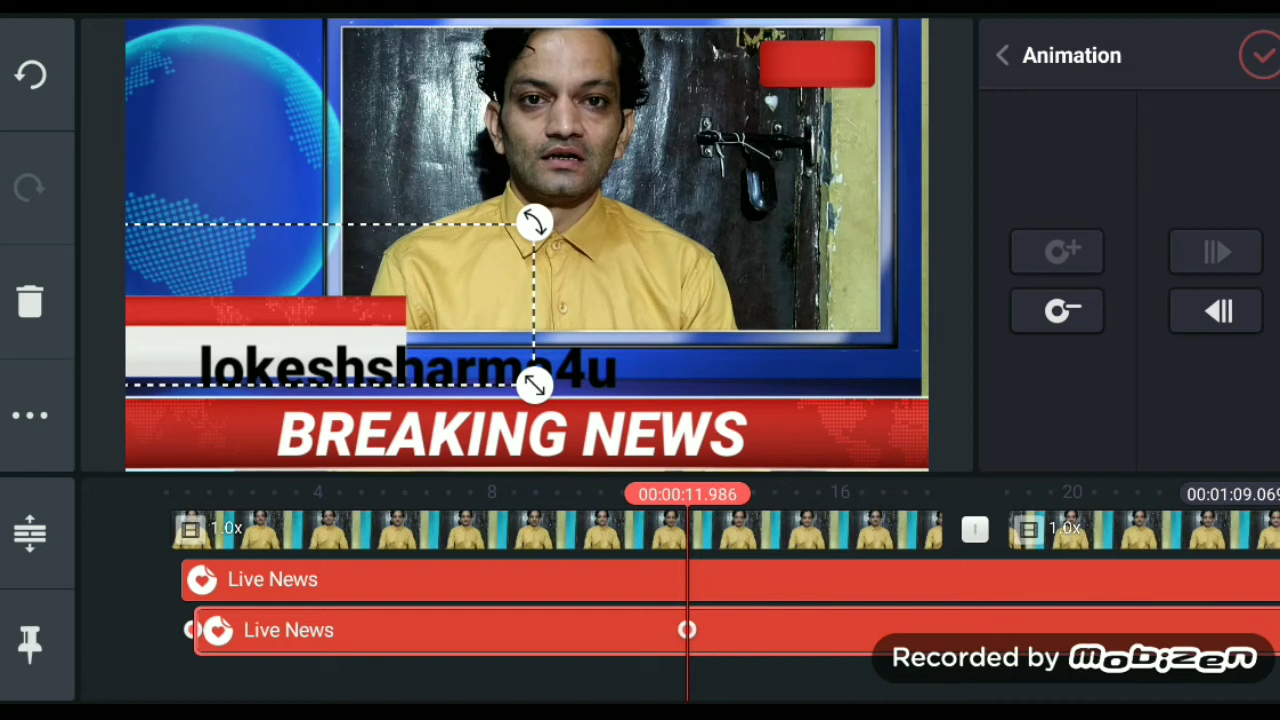 Animation
lokeshsharma4u
BREAKING NEWS
4
8
00:00:11.986
16
20
00:01:09.069
1.0x
1.0x
Live News
Live News
Recorded by Mobizen